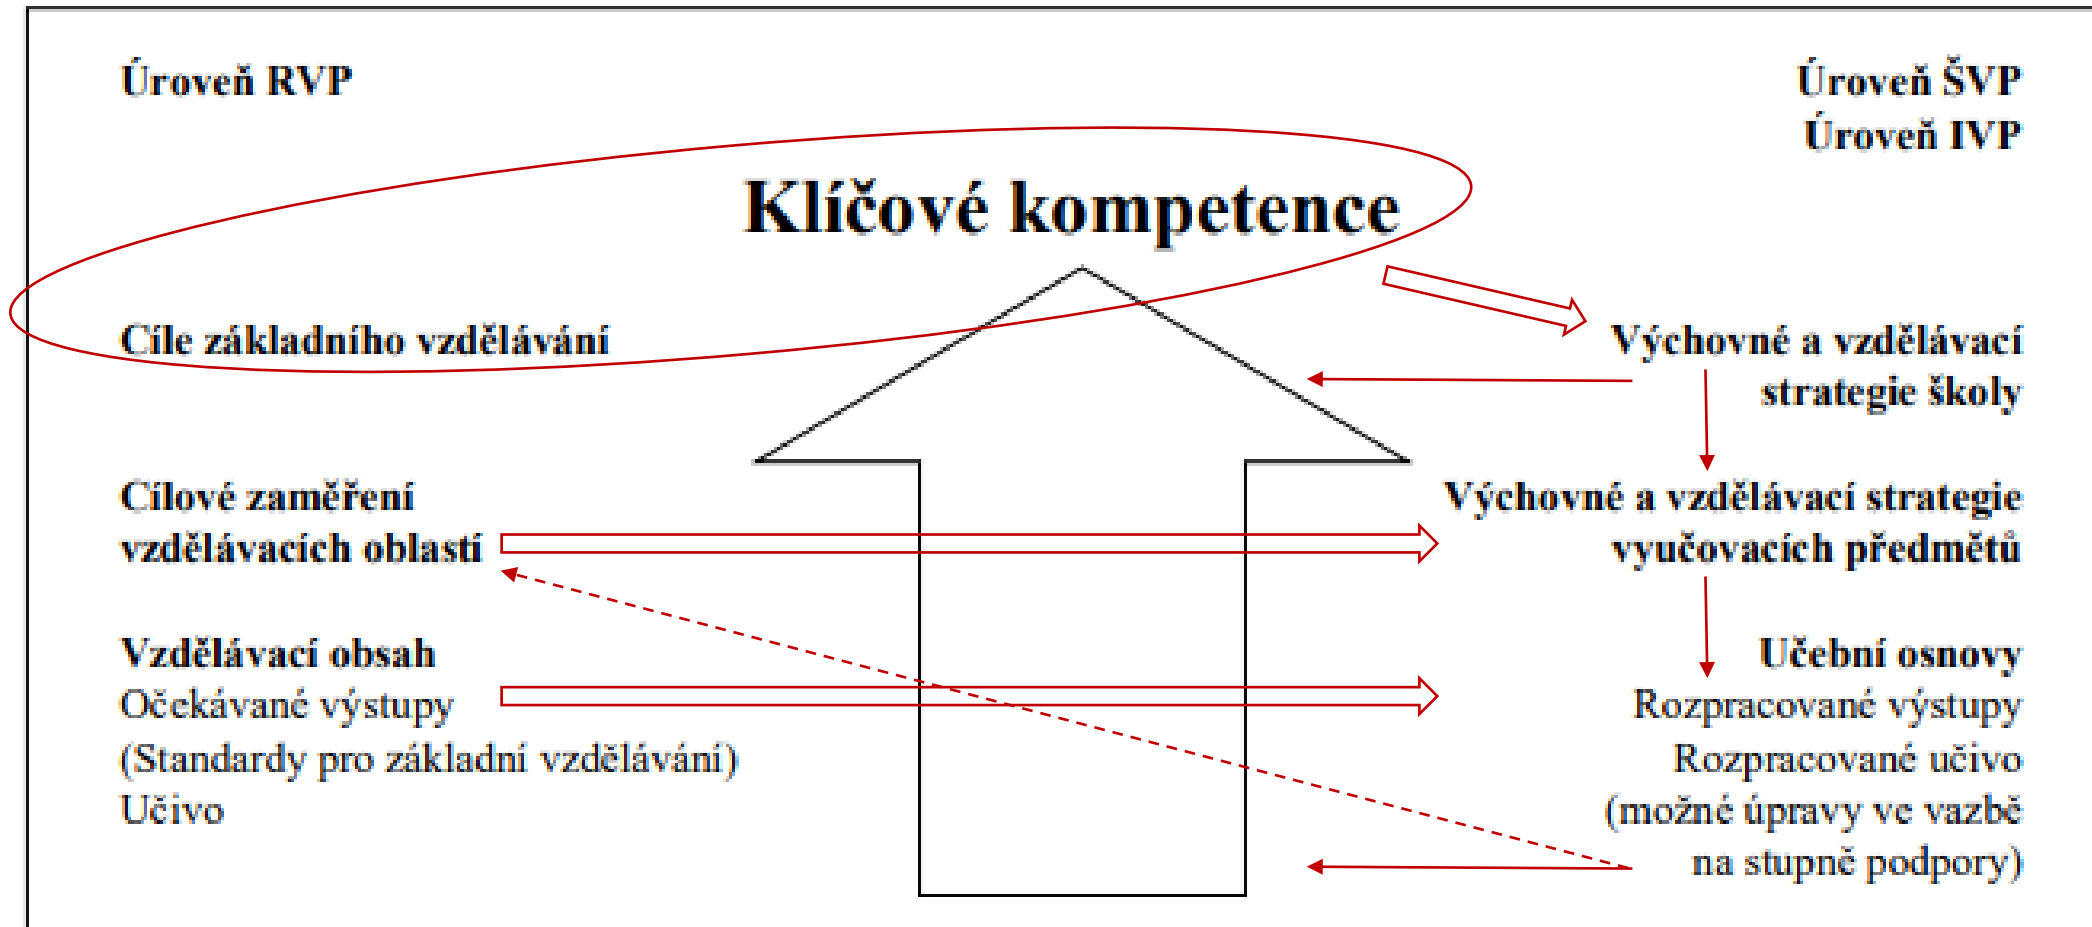 Úroveň RVP
Úroveň ŠVP
Úroveň IVP
Klíčové kompetence
Cíle základního vzdělávání
Výchovné a vzdělávací
strategie školy
Cílové zaměření
vzdělávacích oblastí
Výchovné a vzdělávací strategie
vyučovacích předmětů
Vzdělávací obsah
Očekávané výstupy
(Standardy pro základní vzdělávání)
Učivo
Učební osnovy
Rozpracované výstupy
Rozpracované učivo
(možné úpravy ve vazbě
na stupně podpory)